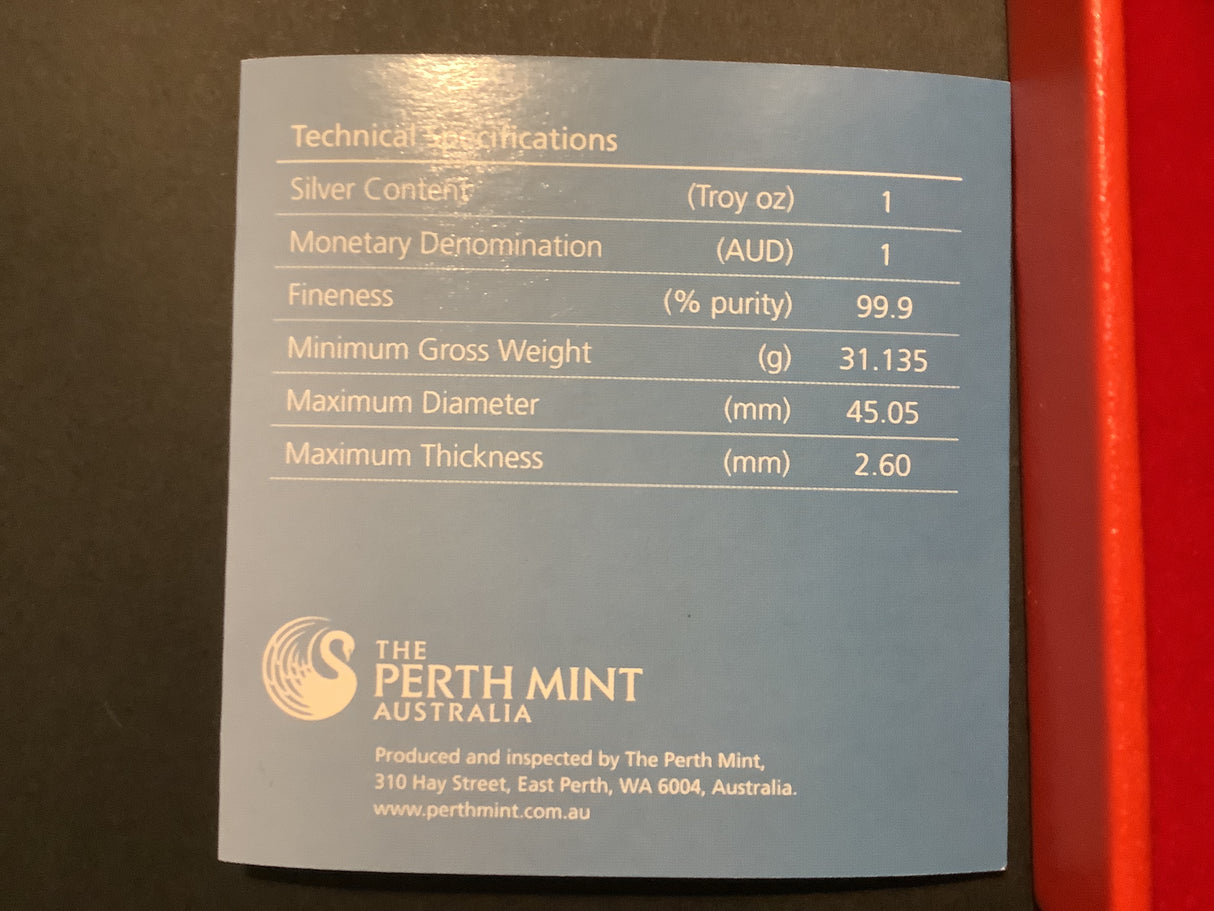 Technical Specifications
Silver Content (Troy oz) 1
Monetary Denomination (AUD) 1
Fineness (% purity) 99.9
Minimum Gross Weight (g) 31.135
Maximum Diameter (mm) 45.05
Maximum Thickness (mm) 2.60
THE
PERTH MINT
AUSTRALIA
Produced and inspected by The Perth Mint,
310 Hay Street, East Perth, WA 6004, Australia.
www.perthmint.com.au